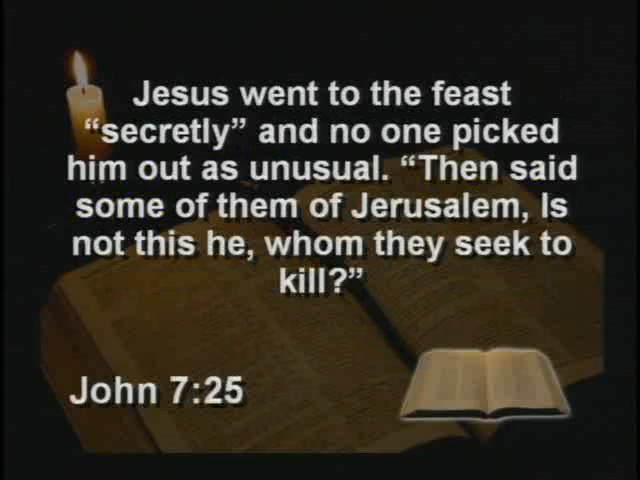 Jesus went to the feast
“secretly” and no one picked
him out as unusual. “Then said
some of them of Jerusalem, Is
not this he, whom they seek to
kill?”
John 7:25